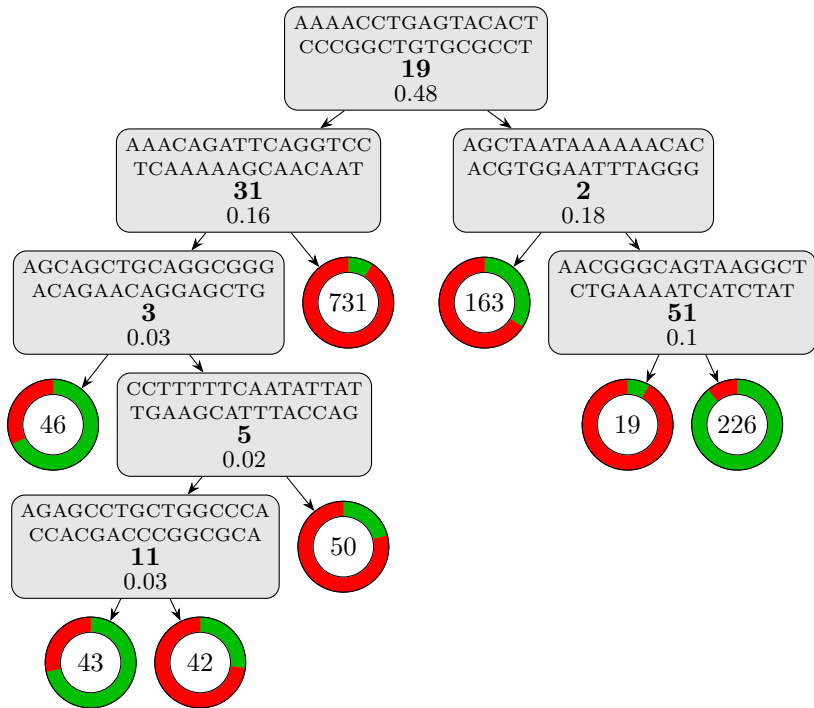 AAAACCTGAGTACACT
CCCGGCTGTGCGCCT
19
0.48
AAACAGATTCAGGTCC
TCAAAAAGCAACAAT
31
0.16
AGCTAATAAAAAACAC
ACGTGGAATTTAGGG
2
0.18
AGCAGCTGCAGGCGGG
ACAGAACAGGAGCTG
3
0.03
731
163
AACGGGCAGTAAGGCT
CTGAAAATCATCTAT
51
0.1
46
CCTTTTTCAATATTAT
TGAAGCATTTACCAG
5
0.02
19
226
AGAGCCTGCTGGCCCA
CCACGACCCGGCGCA
11
0.03
50
43
42